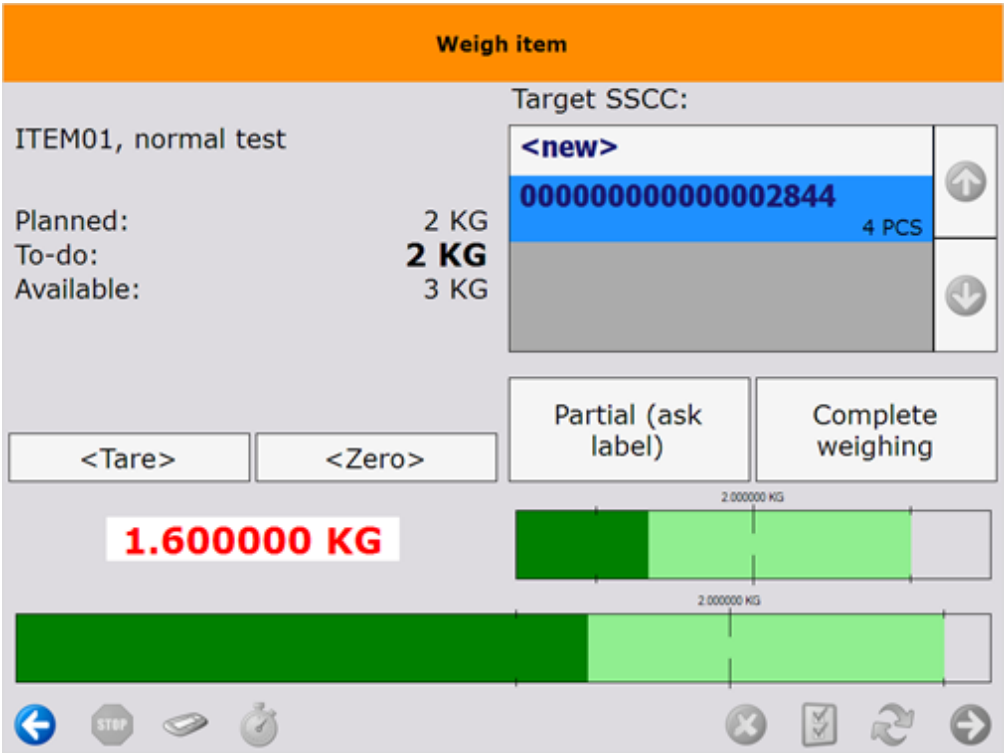 Weigh item
Target SSCC:
ITEM01, normal test
<new>
000000000000002844
4 PCS
Planned: 2 KG
To-do: 2 KG
Available: 3 KG
Partial (ask
label)
Complete
weighing
<Tare>
<Zero>
2.000000 KG
1.600000 KG
2.000000 KG
STOP